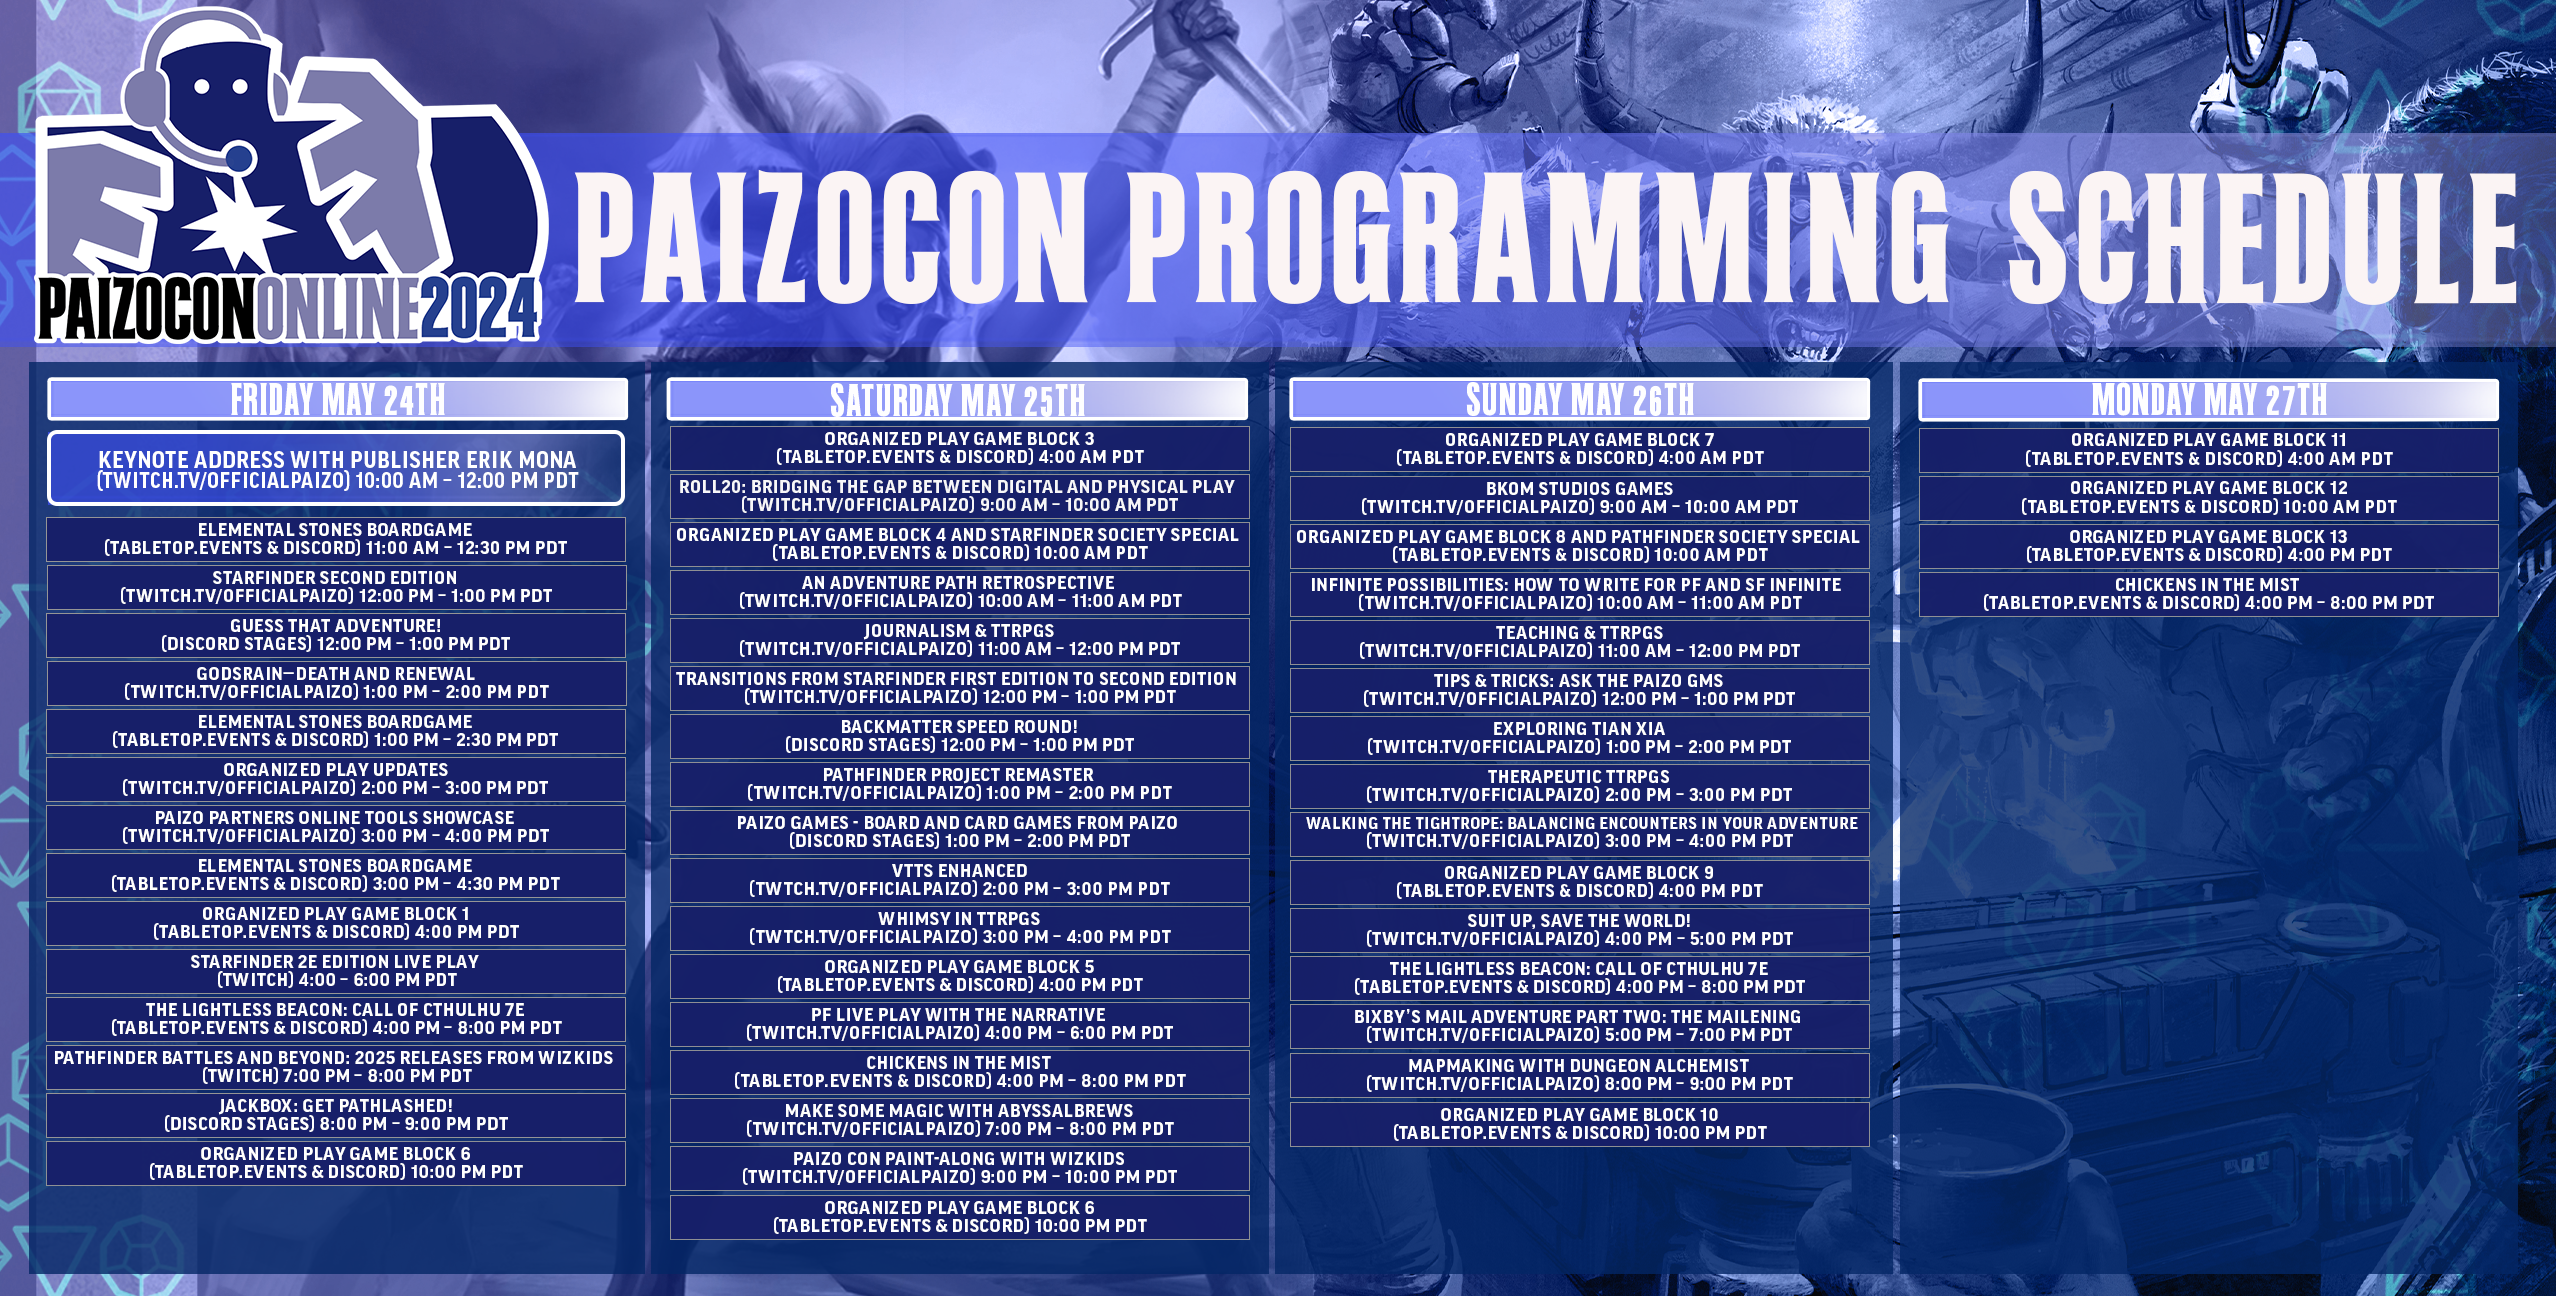 PAIZOCONONLINE2024
PAIZOCON PROGRAMMING SCHEDULE
FRIDAY MAY 24TH
KEYNOTE ADDRESS WITH PUBLISHER ERIK MONA
(TWITCH.TV/OFFICIALPAIZO) 10:00 AM – 12:00 PM PDT
ELEMENTAL STONES BOARDGAME
(TABLETOP.EVENTS & DISCORD) 11:00 AM – 12:30 PM PDT
STARFINDER SECOND EDITION
(TWITCH.TV/OFFICIALPAIZO) 12:00 PM – 1:00 PM PDT
GUESS THAT ADVENTURE!
(DISCORD STAGES) 12:00 PM – 1:00 PM PDT
GODSRAIN—DEATH AND RENEWAL
(TWITCH.TV/OFFICIALPAIZO) 1:00 PM – 2:00 PM PDT
ELEMENTAL STONES BOARDGAME
(TABLETOP.EVENTS & DISCORD) 1:00 PM – 2:30 PM PDT
ORGANIZED PLAY UPDATES
(TWITCH.TV/OFFICIALPAIZO) 2:00 PM – 3:00 PM PDT
PAIZO PARTNERS ONLINE TOOLS SHOWCASE
(TWITCH.TV/OFFICIALPAIZO) 3:00 PM – 4:00 PM PDT
ELEMENTAL STONES BOARDGAME
(TABLETOP.EVENTS & DISCORD) 3:00 PM – 4:30 PM PDT
ORGANIZED PLAY GAME BLOCK 1
(TABLETOP.EVENTS & DISCORD) 4:00 PM PDT
STARFINDER 2E EDITION LIVE PLAY
(TWITCH) 4:00 – 6:00 PM PDT
THE LIGHTLESS BEACON: CALL OF CTHULHU 7E
(TABLETOP.EVENTS & DISCORD) 4:00 PM – 8:00 PM PDT
PATHFINDER BATTLES AND BEYOND: 2025 RELEASES FROM WIZKIDS
(TWITCH) 7:00 PM – 8:00 PM PDT
JACKBOX: GET PATHLASHED!
(DISCORD STAGES) 8:00 PM – 9:00 PM PDT
ORGANIZED PLAY GAME BLOCK 6
(TABLETOP.EVENTS & DISCORD) 10:00 PM PDT
SATURDAY MAY 25TH
ORGANIZED PLAY GAME BLOCK 3
(TABLETOP.EVENTS & DISCORD) 4:00 AM PDT
ROLL20: BRIDGING THE GAP BETWEEN DIGITAL AND PHYSICAL PLAY
(TWITCH.TV/OFFICIALPAIZO) 9:00 AM – 10:00 AM PDT
ORGANIZED PLAY GAME BLOCK 4 AND STARFINDER SOCIETY SPECIAL
(TABLETOP.EVENTS & DISCORD) 10:00 AM PDT
AN ADVENTURE PATH RETROSPECTIVE
(TWITCH.TV/OFFICIALPAIZO) 10:00 AM – 11:00 AM PDT
JOURNALISM & TTRPGS
(TWITCH.TV/OFFICIALPAIZO) 11:00 AM – 12:00 PM PDT
TRANSITIONS FROM STARFINDER FIRST EDITION TO SECOND EDITION
(TWITCH.TV/OFFICIALPAIZO) 12:00 PM – 1:00 PM PDT
BACKMATTER SPEED ROUND!
(DISCORD STAGES) 12:00 PM – 1:00 PM PDT
PATHFINDER PROJECT REMASTER
(TWITCH.TV/OFFICIALPAIZO) 1:00 PM – 2:00 PM PDT
PAIZO GAMES - BOARD AND CARD GAMES FROM PAIZO
(DISCORD STAGES) 1:00 PM – 2:00 PM PDT
VTTS ENHANCED
(TWTCH.TV/OFFICIALPAIZO) 2:00 PM – 3:00 PM PDT
WHIMSY IN TTRPGS
(TWTCH.TV/OFFICIALPAIZO) 3:00 PM – 4:00 PM PDT
ORGANIZED PLAY GAME BLOCK 5
(TABLETOP.EVENTS & DISCORD) 4:00 PM PDT
PF LIVE PLAY WITH THE NARRATIVE
(TWITCH.TV/OFFICIALPAIZO) 4:00 PM – 6:00 PM PDT
CHICKENS IN THE MIST
(TABLETOP.EVENTS & DISCORD) 4:00 PM – 8:00 PM PDT
MAKE SOME MAGIC WITH ABYSSALBREWS
(TWITCH.TV/OFFICIALPAIZO) 7:00 PM – 8:00 PM PDT
PAIZO CON PAINT-ALONG WITH WIZKIDS
(TWITCH.TV/OFFICIALPAIZO) 9:00 PM – 10:00 PM PDT
ORGANIZED PLAY GAME BLOCK 6
(TABLETOP.EVENTS & DISCORD) 10:00 PM PDT
SUNDAY MAY 26TH
ORGANIZED PLAY GAME BLOCK 7
(TABLETOP.EVENTS & DISCORD) 4:00 AM PDT
BKOM STUDIOS GAMES
(TWITCH.TV/OFFICIALPAIZO) 9:00 AM – 10:00 AM PDT
ORGANIZED PLAY GAME BLOCK 8 AND PATHFINDER SOCIETY SPECIAL
(TABLETOP.EVENTS & DISCORD) 10:00 AM PDT
INFINITE POSSIBILITIES: HOW TO WRITE FOR PF AND SF INFINITE
(TWITCH.TV/OFFICIALPAIZO) 10:00 AM – 11:00 AM PDT
TEACHING & TTRPGS
(TWITCH.TV/OFFICIALPAIZO) 11:00 AM – 12:00 PM PDT
TIPS & TRICKS: ASK THE PAIZO GMS
(TWITCH.TV/OFFICIALPAIZO) 12:00 PM – 1:00 PM PDT
EXPLORING TIAN XIA
(TWITCH.TV/OFFICIALPAIZO) 1:00 PM – 2:00 PM PDT
THERAPEUTIC TTRPGS
(TWITCH.TV/OFFICIALPAIZO) 2:00 PM – 3:00 PM PDT
WALKING THE TIGHTROPE: BALANCING ENCOUNTERS IN YOUR ADVENTURE
(TWITCH.TV/OFFICIALPAIZO) 3:00 PM – 4:00 PM PDT
ORGANIZED PLAY GAME BLOCK 9
(TABLETOP.EVENTS & DISCORD) 4:00 PM PDT
SUIT UP, SAVE THE WORLD!
(TWITCH.TV/OFFICIALPAIZO) 4:00 PM – 5:00 PM PDT
THE LIGHTLESS BEACON: CALL OF CTHULHU 7E
(TABLETOP.EVENTS & DISCORD) 4:00 PM – 8:00 PM PDT
BIXBY'S MAIL ADVENTURE PART TWO: THE MAILENING
(TWITCH.TV/OFFICIALPAIZO) 5:00 PM – 7:00 PM PDT
MAPMAKING WITH DUNGEON ALCHEMIST
(TWITCH.TV/OFFICIALPAIZO) 8:00 PM – 9:00 PM PDT
ORGANIZED PLAY GAME BLOCK 10
(TABLETOP.EVENTS & DISCORD) 10:00 PM PDT
MONDAY MAY 27TH
ORGANIZED PLAY GAME BLOCK 11
(TABLETOP.EVENTS & DISCORD) 4:00 AM PDT
ORGANIZED PLAY GAME BLOCK 12
(TABLETOP.EVENTS & DISCORD) 10:00 AM PDT
ORGANIZED PLAY GAME BLOCK 13
(TABLETOP.EVENTS & DISCORD) 4:00 PM PDT
CHICKENS IN THE MIST
(TABLETOP.EVENTS & DISCORD) 4:00 PM – 8:00 PM PDT